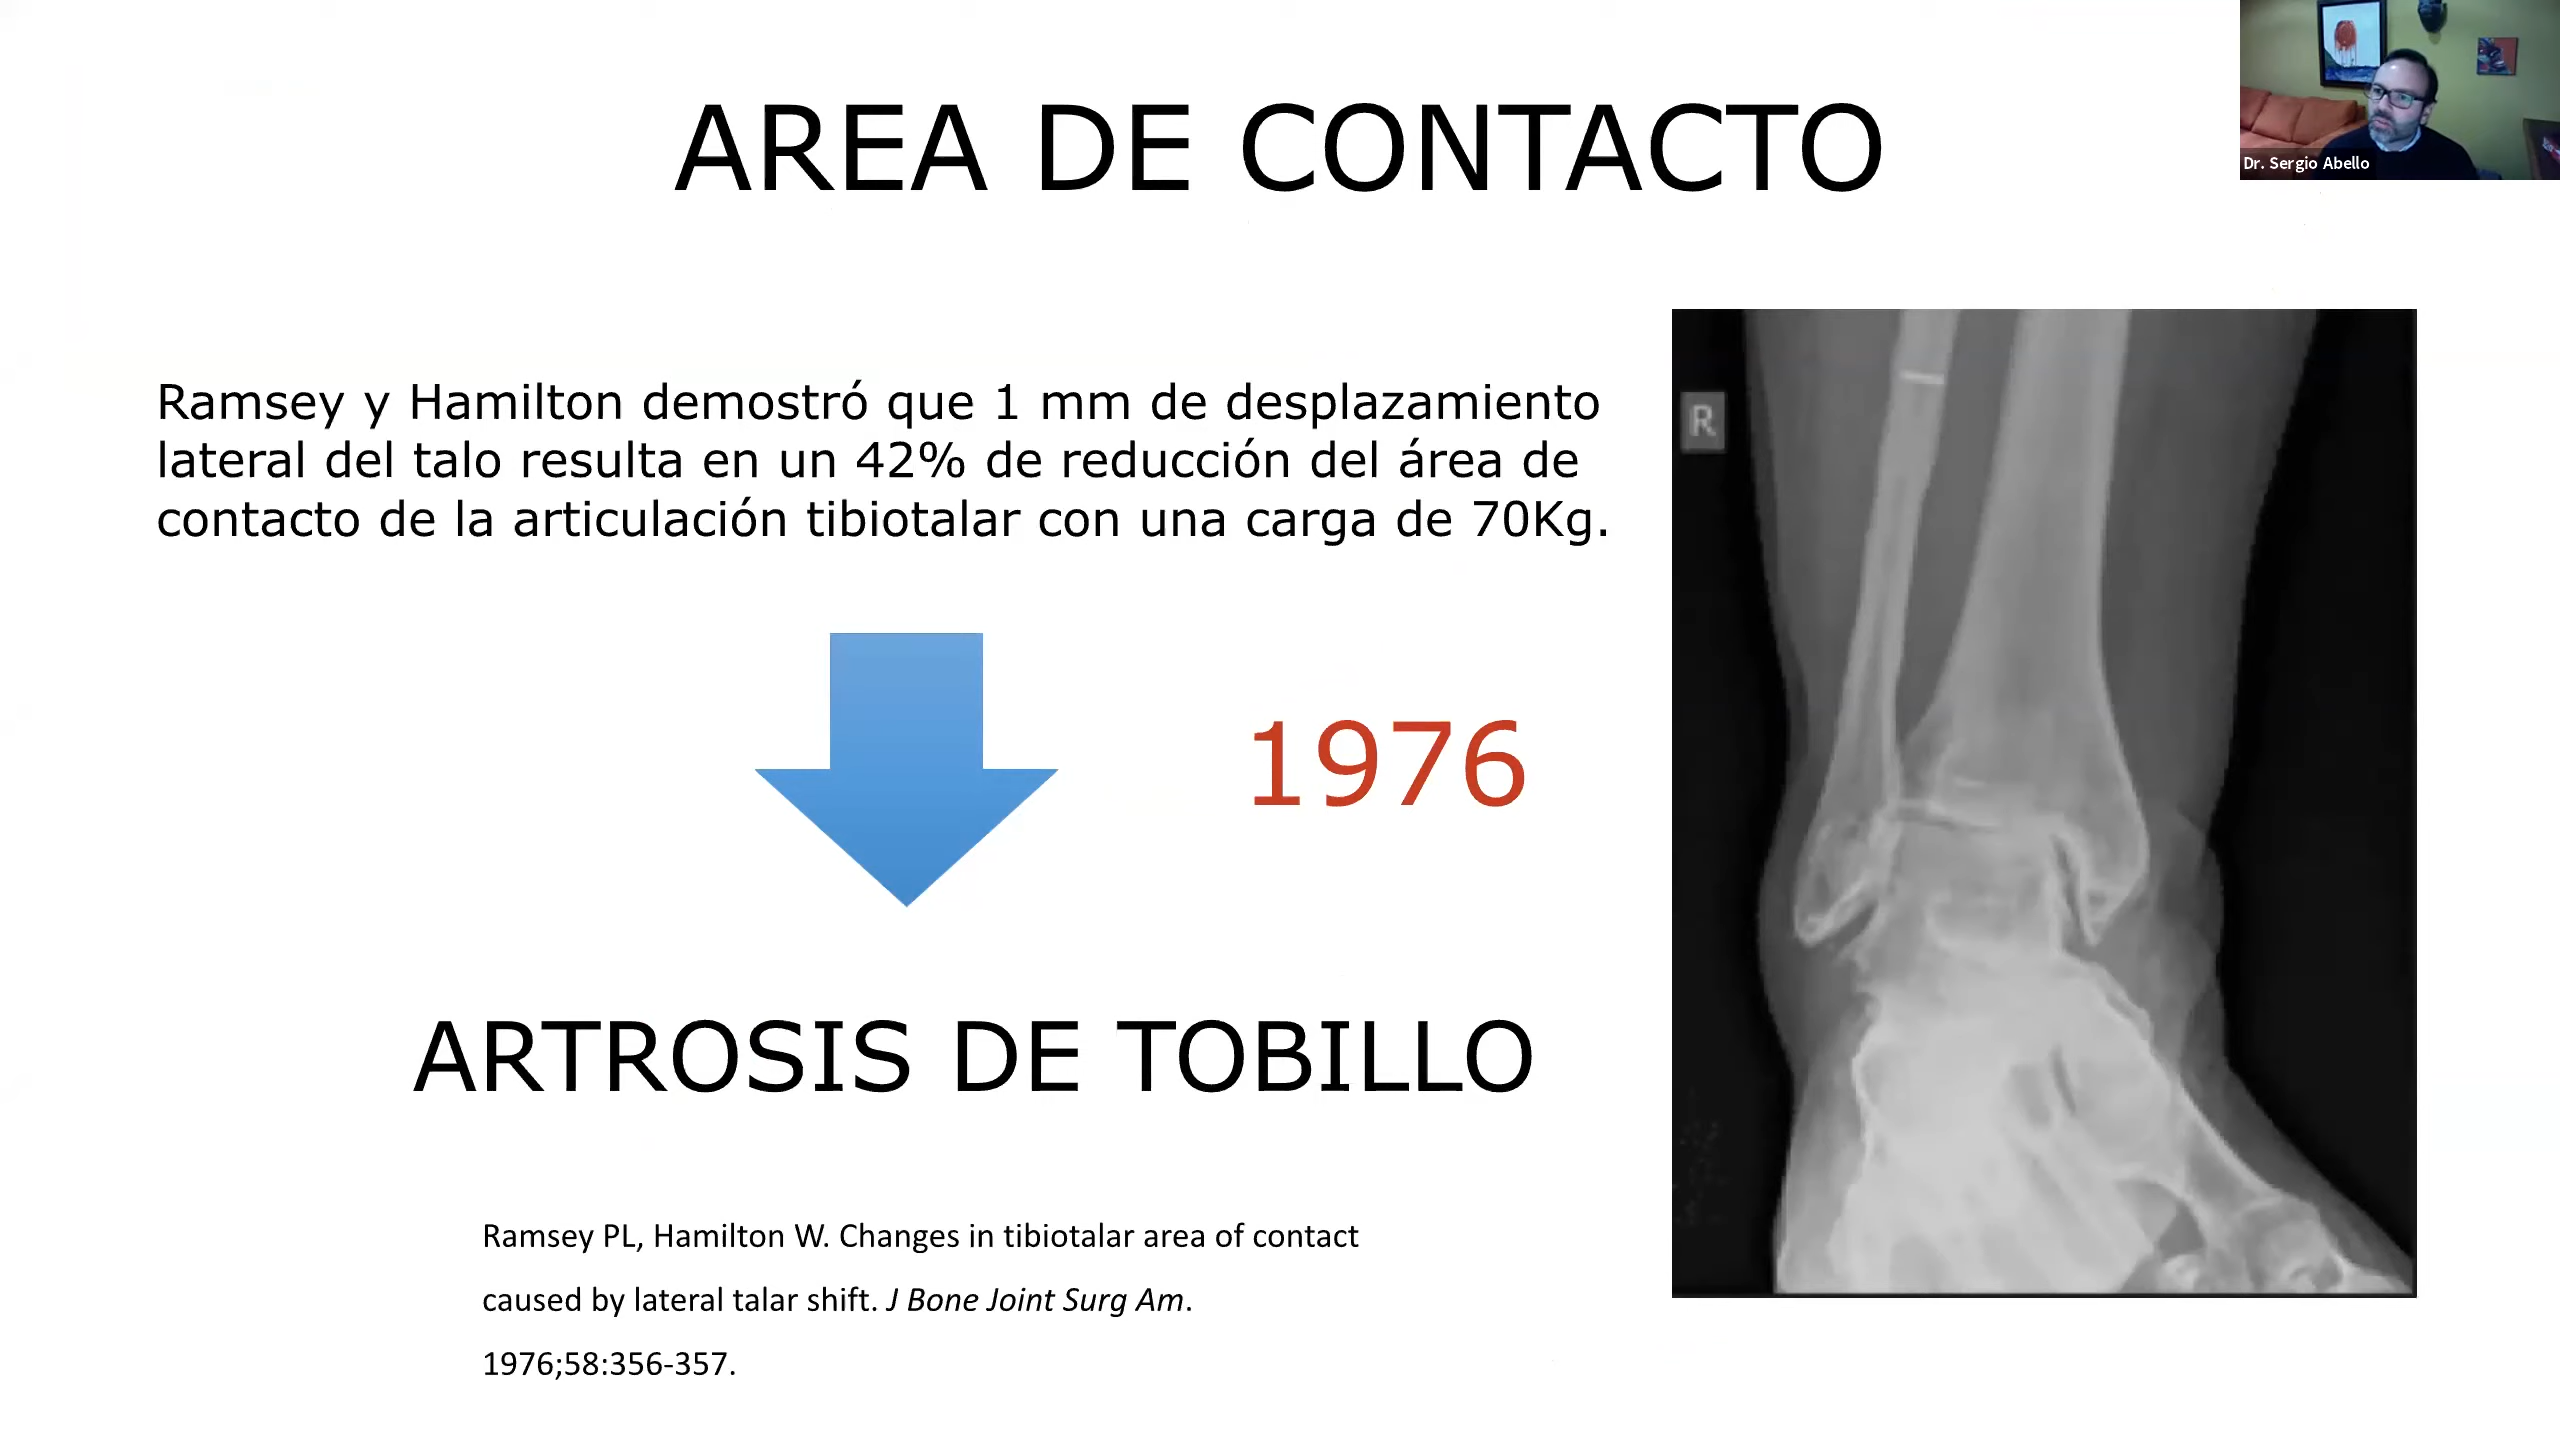 AREA DE CONTACTO
Dr. Sergio Abello
Ramsey y Hamilton demostró que 1 mm de desplazamiento
lateral del talo resulta en un 42% de reducción del área de
contacto de la articulación tibiotalar con una carga de 70Kg.
R
1976
ARTROSIS DE TOBILLO
Ramsey PL, Hamilton W. Changes in tibiotalar area of contact
caused by lateral talar shift. J Bone Joint Surg Am.
1976;58:356-357.